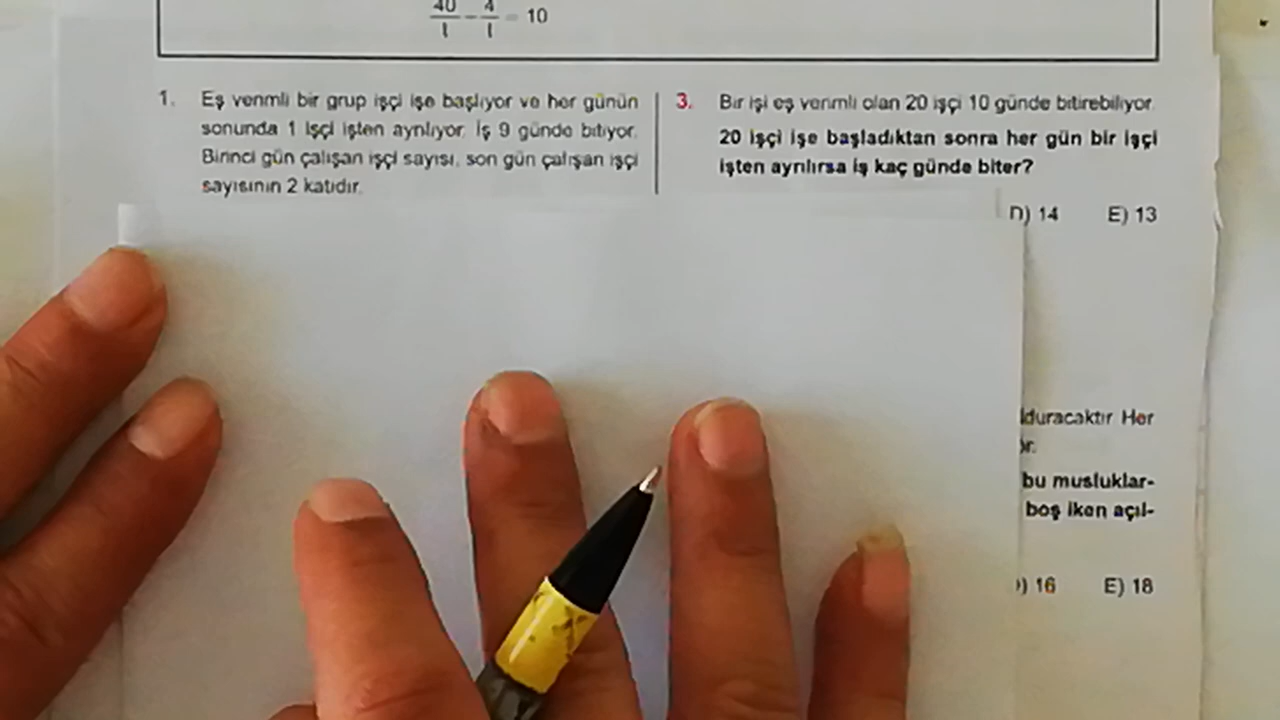 40/t - 4/t = 10
1. Eş verimli bir grup işçi işe başlıyor ve her günün
sonunda 1 işçi işten ayrılıyor. İş 9 günde bitiyor.
Birinci gün çalışan işçi sayısı, son gün çalışan işçi
sayısının 2 katıdır.
3. Bir işi eş verimli olan 20 işçi 10 günde bitirebiliyor.
20 işçi işe başladıktan sonra her gün bir işçi
işten ayrılırsa iş kaç günde biter?
D) 14 E) 13
Her
bu musluklar-
boş iken açıl-
16 E) 18